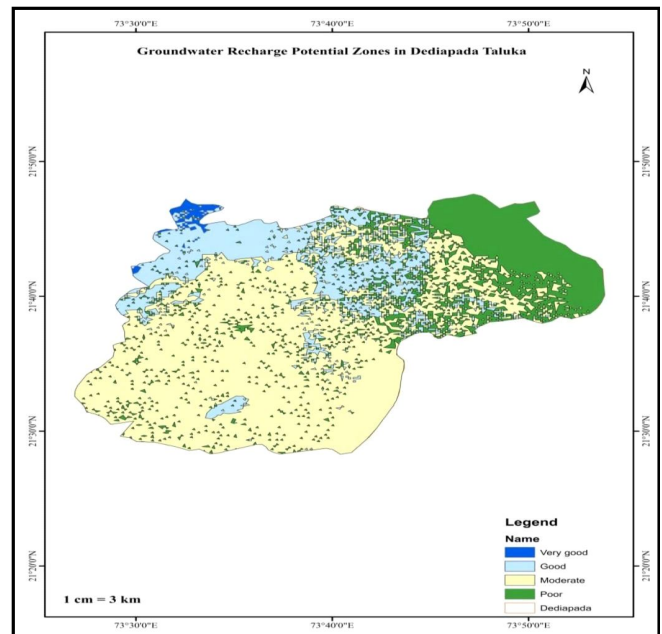 73°30'0"E 73°40'0"E 73°50'0"E
Groundwater Recharge Potential Zones in Dediapada Taluka
N
21°50'0"N 21°50'0"N
21°40'0"N 21°40'0"N
21°30'0"N 21°30'0"N
21°20'0"N 21°20'0"N
Legend
Name
Very good
Good
Moderate
Poor
Dediapada
1 cm = 3 km
73°30'0"E 73°40'0"E 73°50'0"E